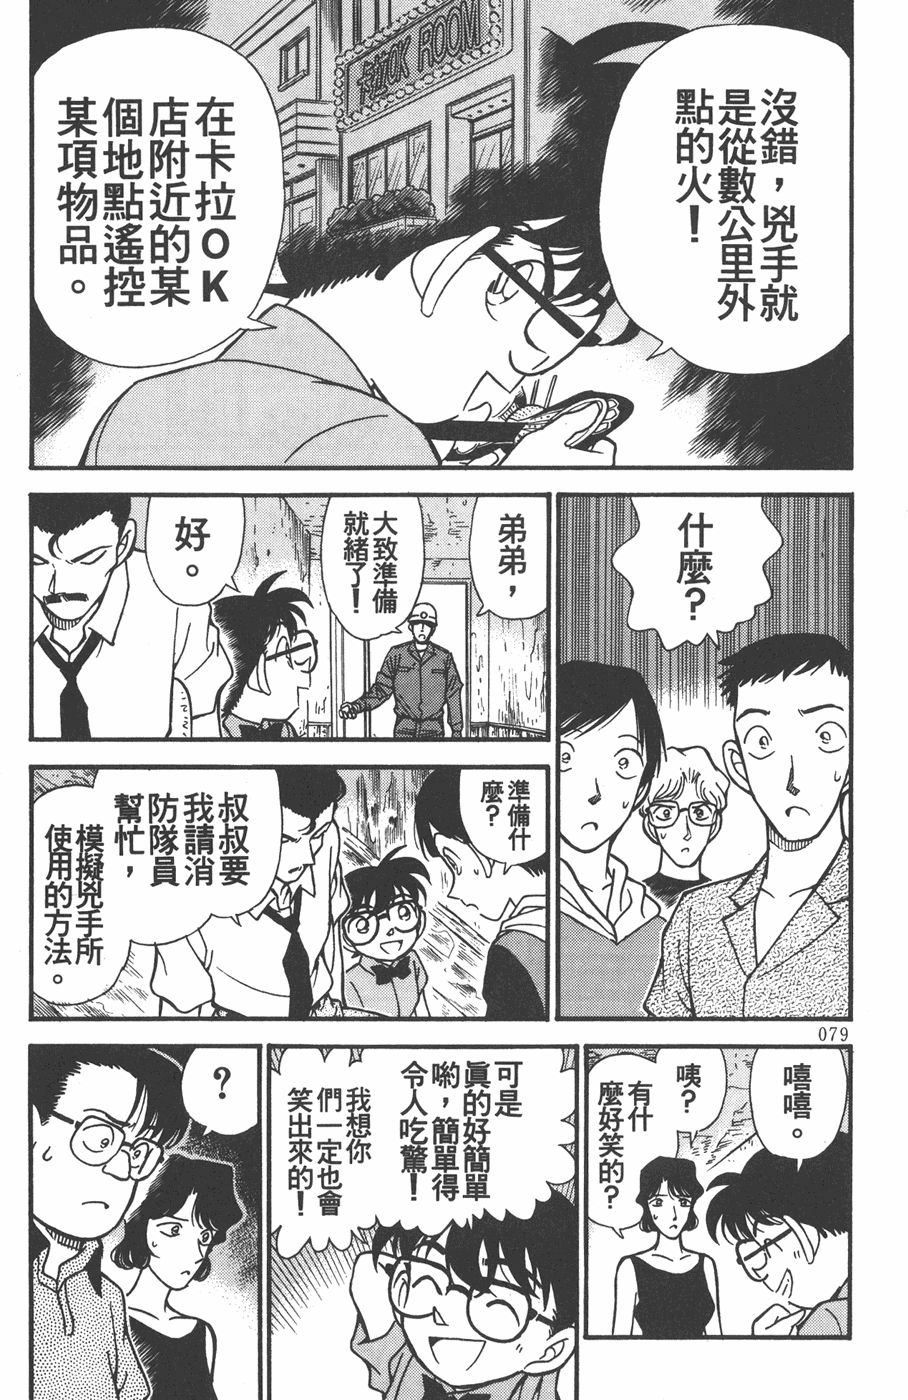 卡拉OK ROOM
沒錯，兇手就
是從數公里外
點的火！
在卡拉OK
店附近的某
個地點遙控
某項物品。
什麼？
弟弟，
大致準備
就緒了！
好。
準備什
麼？
叔叔要
我請消
防隊員
幫忙，
模擬兇手所
使用的方法。
079
嘻嘻。
咦？
有什
麼好笑的？
可是
真的好簡單
喲，簡單得
令人吃驚！
我想你
們一定也會
笑出來的！
？